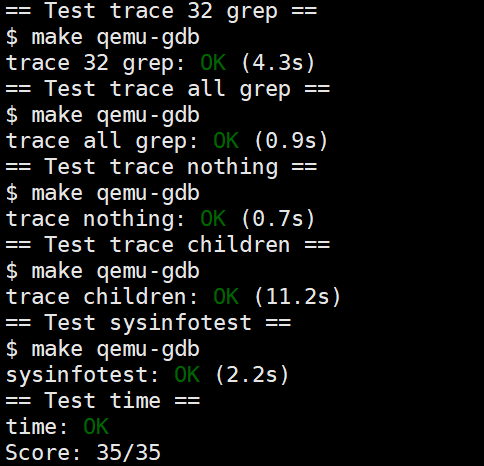 == Test trace 32 grep ==
$ make qemu-gdb
trace 32 grep: OK (4.3s)
== Test trace all grep ==
$ make qemu-gdb
trace all grep: OK (0.9s)
== Test trace nothing ==
$ make qemu-gdb
trace nothing: OK (0.7s)
== Test trace children ==
$ make qemu-gdb
trace children: OK (11.2s)
== Test sysinfotest ==
$ make qemu-gdb
sysinfotest: OK (2.2s)
== Test time ==
time: OK
Score: 35/35